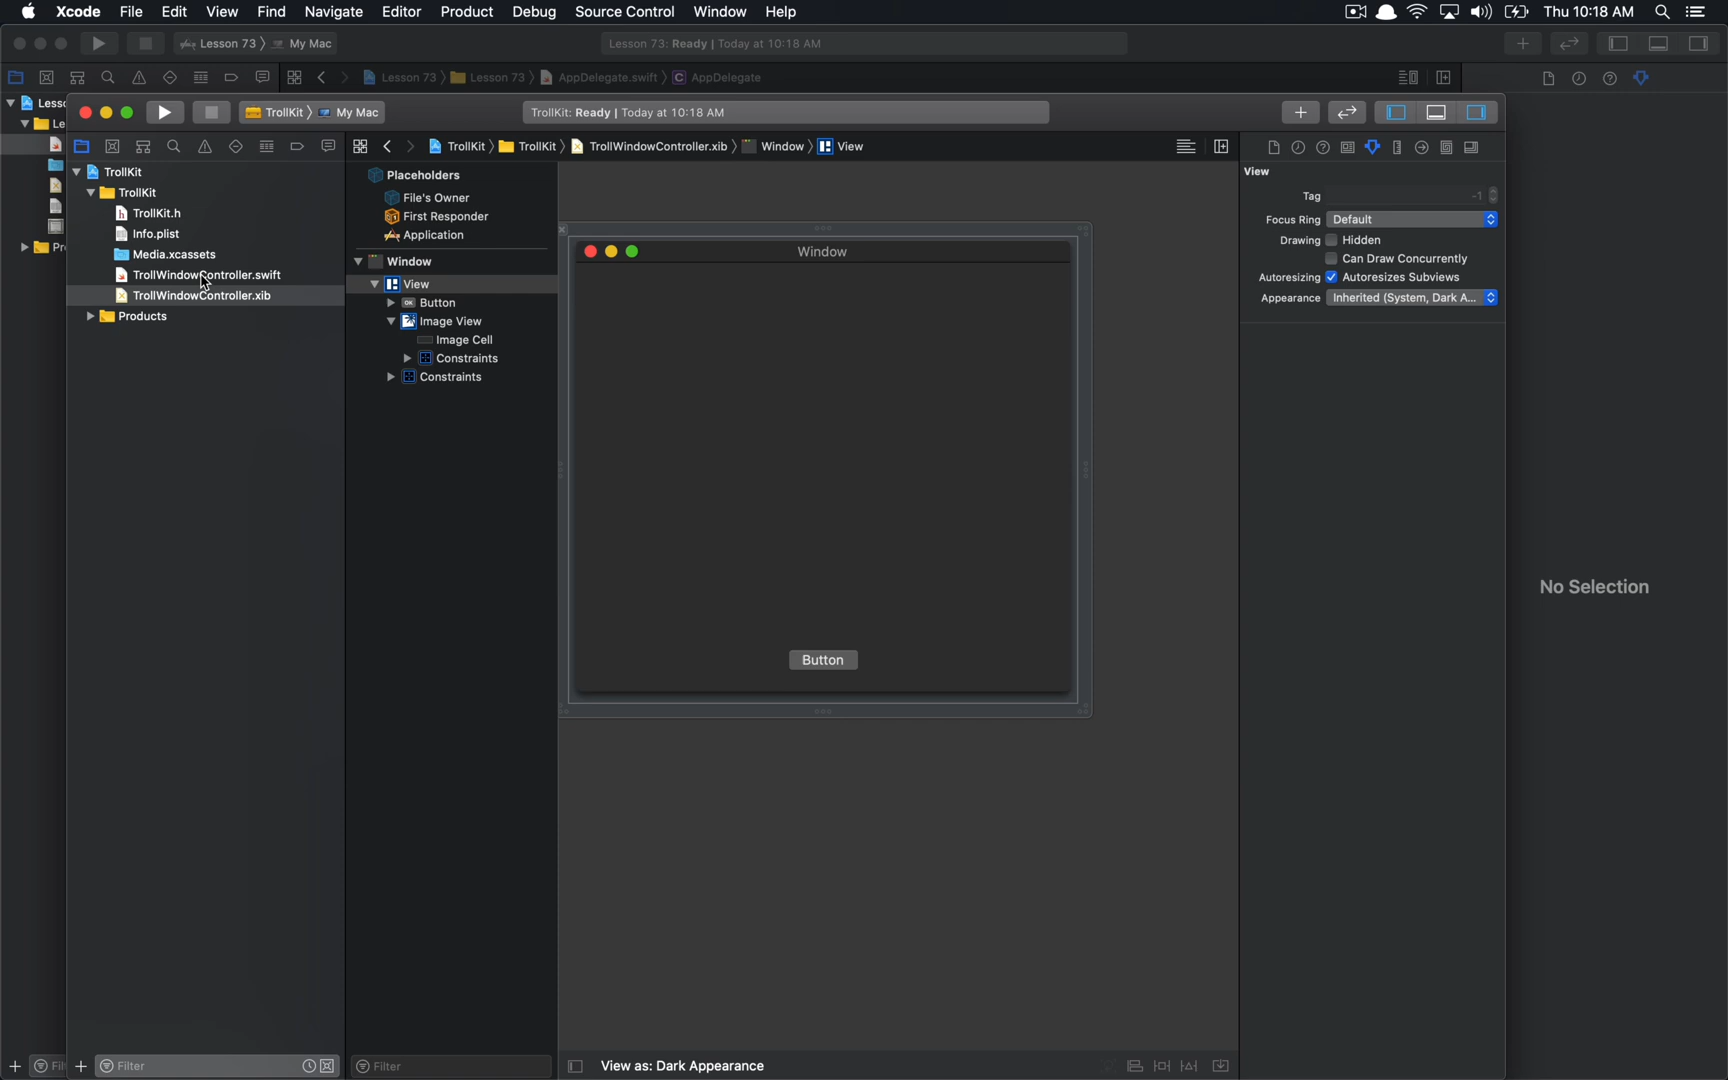 Xcode File Edit View Find Navigate Editor Product Debug Source Control Window Help Thu 10:18 AM
Lesson 73 My Mac Lesson 73: Ready | Today at 10:18 AM
Lesson 73 Lesson 73 AppDelegate.swift C AppDelegate
TrollKit My Mac TrollKit: Ready | Today at 10:18 AM
TrollKit TrollKit TrollWindowController.xib Window View
TrollKit
TrollKit
TrollKit.h
Info.plist
Media.xcassets
TrollWindowController.swift
TrollWindowController.xib
Products
Placeholders
File's Owner
First Responder
Application
Window
View
Button
Image View
Image Cell
Constraints
Constraints
Window
Button
View
Tag -1
Focus Ring Default
Drawing Hidden
Can Draw Concurrently
Autoresizing Autoresizes Subviews
Appearance Inherited (System, Dark A...
No Selection
Filter
Filter
View as: Dark Appearance